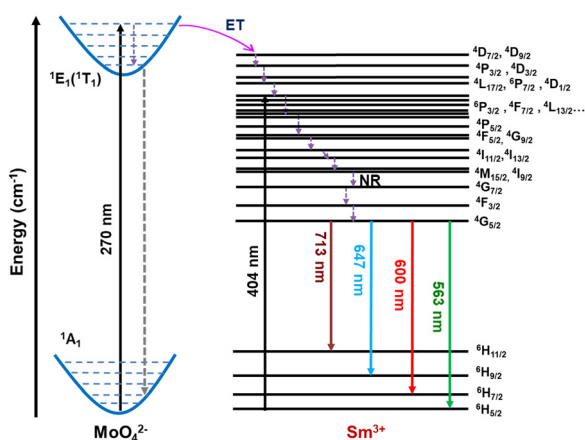 Energy (cm⁻¹)
¹E₁(¹T₁)
270 nm
¹A₁
MoO₄²⁻
ET
⁴D₇/₂, ⁴D₉/₂
⁴P₃/₂ , ⁴D₃/₂
⁴L₁₇/₂, ⁶P₇/₂ , ⁴D₁/₂
⁶P₃/₂ , ⁴F₇/₂ , ⁴L₁₃/₂...
⁴P₅/₂
⁴F₅/₂, ⁴G₉/₂
⁴I₁₁/₂,⁴I₁₃/₂
⁴M₁₅/₂, ⁴I₉/₂
NR
⁴G₇/₂
⁴F₃/₂
⁴G₅/₂
404 nm
713 nm
647 nm
600 nm
563 nm
⁶H₁₁/₂
⁶H₉/₂
⁶H₇/₂
⁶H₅/₂
Sm³⁺